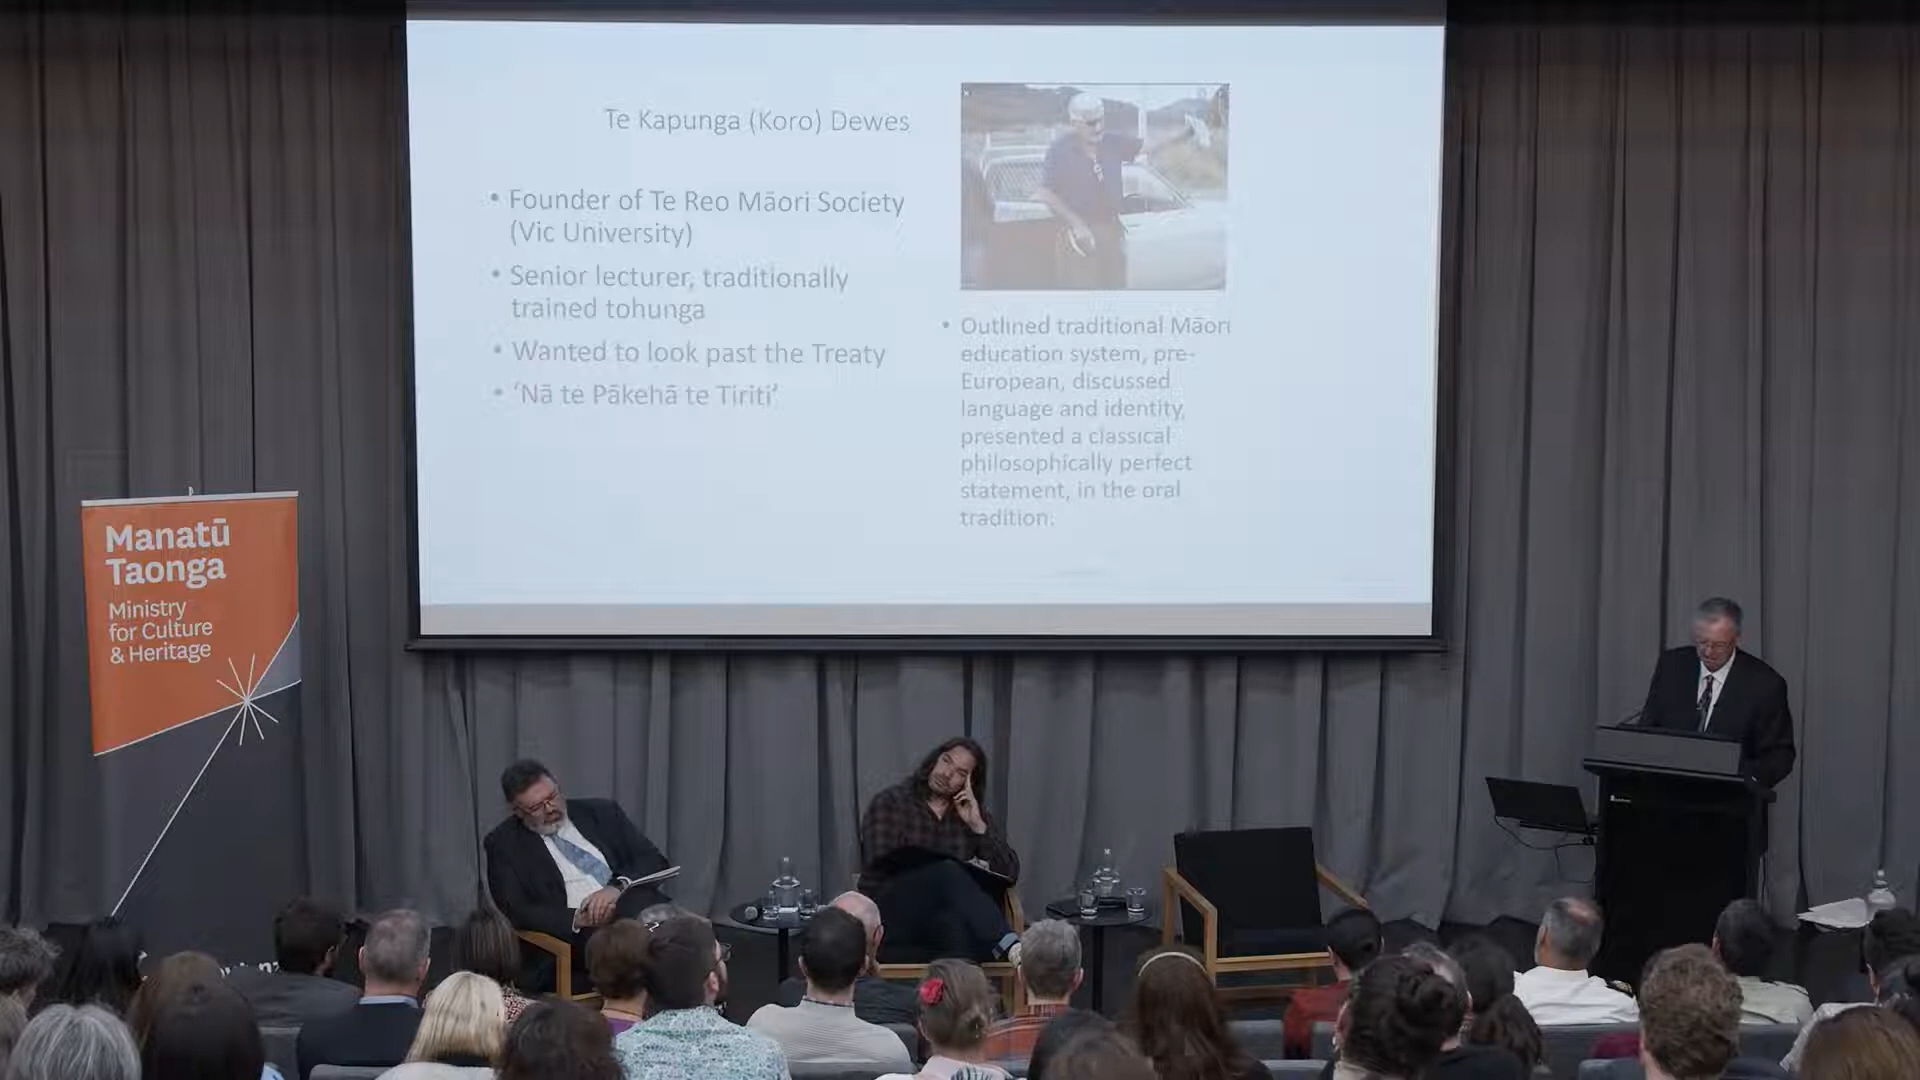 Te Kapunga (Koro) Dewes
• Founder of Te Reo Māori Society
(Vic University)
• Senior lecturer, traditionally
trained tohunga
• Wanted to look past the Treaty
• ‘Nā te Pākehā te Tiriti’
• Outlined traditional Māori
education system, pre-
European, discussed
language and identity,
presented a classical
philosophically perfect
statement, in the oral
tradition.
Manatū
Taonga
Ministry
for Culture
& Heritage